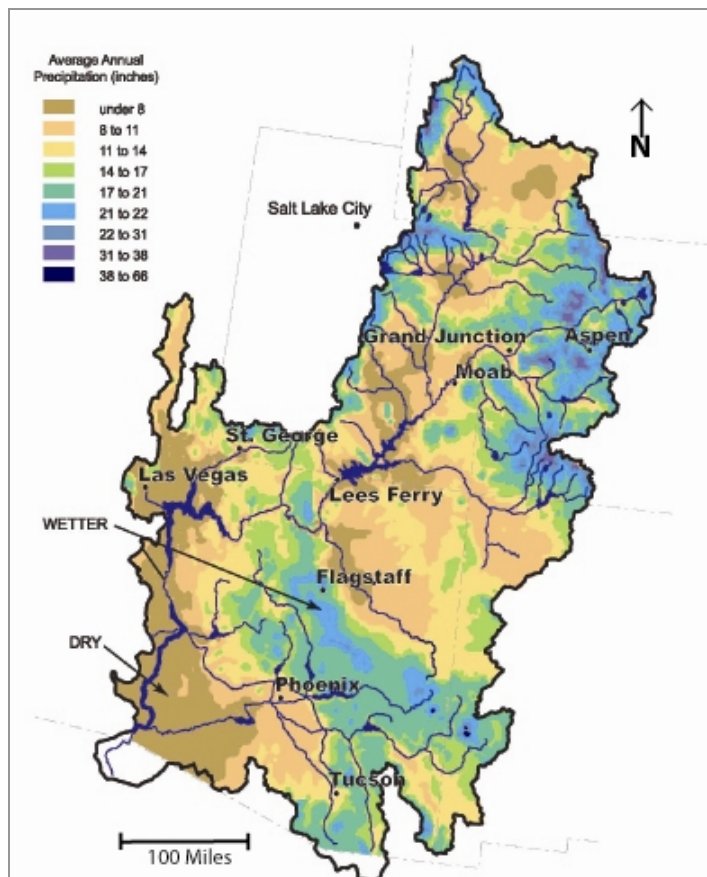 Average Annual
Precipitation (inches)
under 8
8 to 11
11 to 14
14 to 17
17 to 21
21 to 22
22 to 31
31 to 38
38 to 66
N
Salt Lake City
Grand Junction
Aspen
Moab
St. George
Las Vegas
Lees Ferry
WETTER
Flagstaff
DRY
Phoenix
Tucson
100 Miles